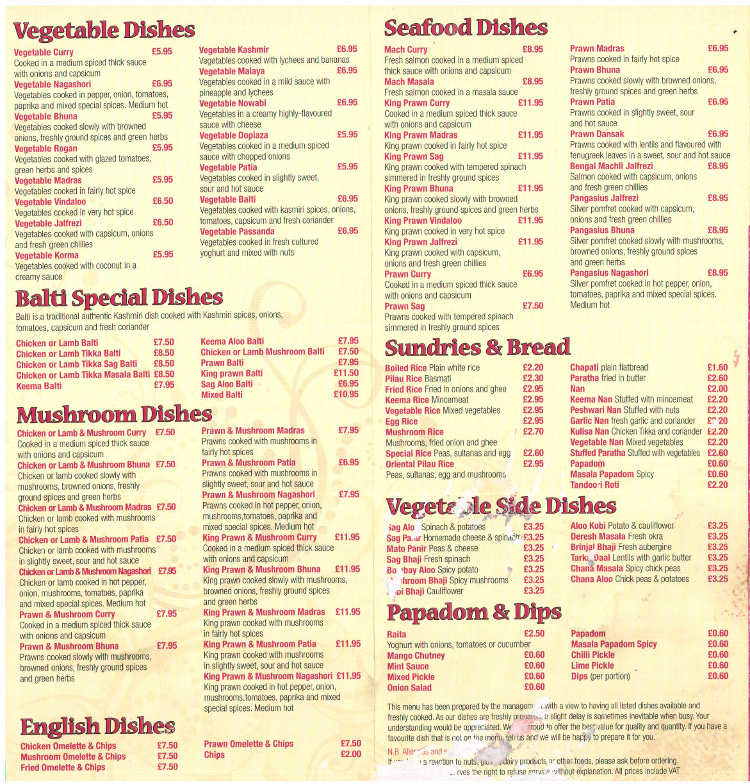 Vegetable Dishes
Vegetable Curry £5.95
Cooked in a medium spiced thick sauce
with onions and capsicum
Vegetable Nagashori £6.95
Vegetables cooked in pepper, onion, tomatoes,
paprika and mixed special spices. Medium hot
Vegetable Bhuna £5.95
Vegetables cooked slowly with browned
onions, freshly ground spices and green herbs
Vegetable Rogan £5.95
Vegetables cooked with glazed tomatoes,
green herbs and spices
Vegetable Madras £5.95
Vegetables cooked in fairly hot spice
Vegetable Vindaloo £6.50
Vegetables cooked in very hot spice
Vegetable Jalfrezi £6.50
Vegetables cooked with capsicum, onions
and fresh green chillies
Vegetable Korma £5.95
Vegetables cooked with coconut in a
creamy sauce
Vegetable Kashmir £6.95
Vegetables cooked with lychees and bananas
Vegetable Malaya £6.95
Vegetables cooked in a mild sauce with
pineapple and lychees
Vegetable Nowabi £6.95
Vegetables in a creamy highly-flavoured
sauce with cheese
Vegetable Dopiaza £5.95
Vegetables cooked in a medium spiced
sauce with chopped onions
Vegetable Patia £5.95
Vegetables cooked in slightly sweet,
sour and hot sauce
Vegetable Balti £6.95
Vegetables cooked with kasmiri spices, onions,
tomatoes, capsicum and fresh coriander
Vegetable Passanda £6.95
Vegetables cooked in fresh cultured
yoghurt and mixed with nuts
Balti Special Dishes
Balti is a traditional authentic Kashmiri dish cooked with Kashmiri spices, onions,
tomatoes, capsicum and fresh coriander
Chicken or Lamb Balti £7.50
Chicken or Lamb Tikka Balti £8.50
Chicken or Lamb Tikka Sag Balti £8.50
Chicken or Lamb Tikka Masala Balti £8.50
Keema Balti £7.95
Keema Aloo Balti £7.95
Chicken or Lamb Mushroom Balti £7.50
Prawn Balti £7.95
King prawn Balti £11.50
Sag Aloo Balti £6.95
Mixed Balti £10.95
Mushroom Dishes
Chicken or Lamb & Mushroom Curry £7.50
Cooked in a medium spiced thick sauce
with onions and capsicum
Chicken or Lamb & Mushroom Bhuna £7.50
Chicken or lamb cooked slowly with
mushrooms, browned onions, freshly
ground spices and green herbs
Chicken or Lamb & Mushroom Madras £7.50
Chicken or lamb cooked with mushrooms
in fairly hot spices
Chicken or Lamb & Mushroom Patia £7.50
Chicken or lamb cooked with mushrooms
in slightly sweet, sour and hot sauce
Chicken or Lamb & Mushroom Nagashori £7.95
Chicken or lamb cooked in hot pepper,
onion, mushrooms, tomatoes, paprika
and mixed special spices. Medium hot
Prawn & Mushroom Curry £7.95
Cooked in a medium spiced thick sauce
with onions and capsicum
Prawn & Mushroom Bhuna £7.95
Prawns cooked slowly with mushrooms,
browned onions, freshly ground spices
and green herbs
Prawn & Mushroom Madras £7.95
Prawns cooked with mushrooms in
fairly hot spices
Prawn & Mushroom Patia £6.95
Prawns cooked with mushrooms in
slightly sweet, sour and hot sauce
Prawn & Mushroom Nagashori £7.95
Prawns cooked in hot pepper, onion,
mushrooms,tomatoes, paprika and
mixed special spices. Medium hot
King Prawn & Mushroom Curry £11.95
Cooked in a medium spiced thick sauce
with onions and capsicum
King Prawn & Mushroom Bhuna £11.95
King prawn cooked slowly with mushrooms,
browned onions, freshly ground spices
and green herbs
King Prawn & Mushroom Madras £11.95
King prawn cooked with mushrooms
in fairly hot spices
King Prawn & Mushroom Patia £11.95
King prawn cooked with mushrooms
in slightly sweet, sour and hot sauce
King Prawn & Mushroom Nagashori £11.95
King prawn cooked in hot pepper, onion,
mushrooms,tomatoes, paprika and mixed
special spices. Medium hot
English Dishes
Chicken Omelette & Chips £7.50
Mushroom Omelette & Chips £7.50
Fried Omelette & Chips £7.50
Prawn Omelette & Chips £7.50
Chips £2.00
Seafood Dishes
Mach Curry £8.95
Fresh salmon cooked in a medium spiced
thick sauce with onions and capsicum
Mach Masala £8.95
Fresh salmon cooked in a masala sauce
King Prawn Curry £11.95
Cooked in a medium spiced thick sauce
with onions and capsicum
King Prawn Madras £11.95
King prawn cooked in fairly hot spice
King Prawn Sag £11.95
King prawn cooked with tempered spinach
simmered in freshly ground spices
King Prawn Bhuna £11.95
King prawn cooked slowly with browned
onions, freshly ground spices and green herbs
King Prawn Vindaloo £11.95
King prawn cooked in very hot spice
King Prawn Jalfrezi £11.95
King prawn cooked with capsicum,
onions and fresh green chillies
Prawn Curry £6.95
Cooked in a medium spiced thick sauce
with onions and capsicum
Prawn Sag £7.50
Prawns cooked with tempered spinach
simmered in freshly ground spices
Prawn Madras £6.95
Prawns cooked in fairly hot spice
Prawn Bhuna £6.95
Prawns cooked slowly with browned onions,
freshly ground spices and green herbs
Prawn Patia £6.95
Prawns cooked in slightly sweet, sour
and hot sauce
Prawn Dansak £6.95
Prawns cooked with lentils and flavoured with
fenugreek leaves in a sweet, sour and hot sauce
Bengal Machli Jalfrezi £8.95
Salmon cooked with capsicum, onions
and fresh green chillies
Pangasius Jalfrezi £8.95
Silver pomfret cooked with capsicum,
onions and fresh green chillies
Pangasius Bhuna £8.95
Silver pomfret cooked slowly with mushrooms,
browned onions, freshly ground spices
and green herbs
Pangasius Nagashori £8.95
Silver pomfret cooked in hot pepper, onion,
tomatoes, paprika and mixed special spices.
Medium hot
Sundries & Bread
Boiled Rice Plain white rice £2.20
Pilau Rice Basmati £2.30
Fried Rice Fried in onions and ghee £2.95
Keema Rice Mincemeat £2.95
Vegetable Rice Mixed vegetables £2.95
Egg Rice £2.95
Mushroom Rice £2.70
Mushrooms, fried onion and ghee
Special Rice Peas, sultanas and egg £2.60
Oriental Pilau Rice £2.95
Peas, sultanas, egg and mushrooms
Chapati plain flatbread £1.60
Paratha fried in butter £2.60
Nan £2.00
Keema Nan Stuffed with mincemeat £2.20
Peshwari Nan Stuffed with nuts £2.20
Garlic Nan fresh garlic and coriander £ 20
Kulisa Nan Chicken Tikka and coriander £2.20
Vegetable Nan Mixed vegetables £2.20
Stuffed Paratha Stuffed with vegetables £2.60
Papadom £0.60
Masala Papadom Spicy £0.60
Tandoori Roti £2.20
Vegetable Side Dishes
Sag Alo Spinach & potatoes £3.25
Sag Pa Homemade cheese & spinach £3.25
Mato Panir Peas & cheese £3.25
Sag Bhaji Fresh spinach £3.25
Bombay Aloo Spicy potato £3.25
hroom Bhaji Spicy mushrooms £3.25
obi Bhaji Cauliflower £3.25
Aloo Kobi Potato & cauliflower £3.25
Deresh Masala Fresh okra £3.25
Brinjal Bhaji Fresh aubergine £3.25
Tarka Daal Lentils with garlic butter £3.25
Chana Masala Spicy chick peas £3.25
Chana Aloo Chick peas & potatoes £3.25
Papadom & Dips
Raita £2.50
Yoghurt with onions, tomatoes or cucumber
Mango Chutney £0.60
Mint Sauce £0.60
Mixed Pickle £0.60
Onion Salad £0.60
Papadom £0.60
Masala Papadom Spicy £0.60
Chilli Pickle £0.60
Lime Pickle £0.60
Dips (per portion) £0.60
This menu has been prepared by the managem with a view to having all listed dishes available and
freshly cooked. As our dishes are freshly prepar a slight delay is sometimes inevitable when busy. Your
understanding would be appreciated. We proud to offer the best value for quality and quantity. If you have a
favourite dish that is not on the menu, tell us and we will be happy to prepare it for you.
N.B. Aller and
a reaction to nuts, dairy products, or other foods, please ask before ordering.
rves the right to refuse service without explanation. All prices include VAT